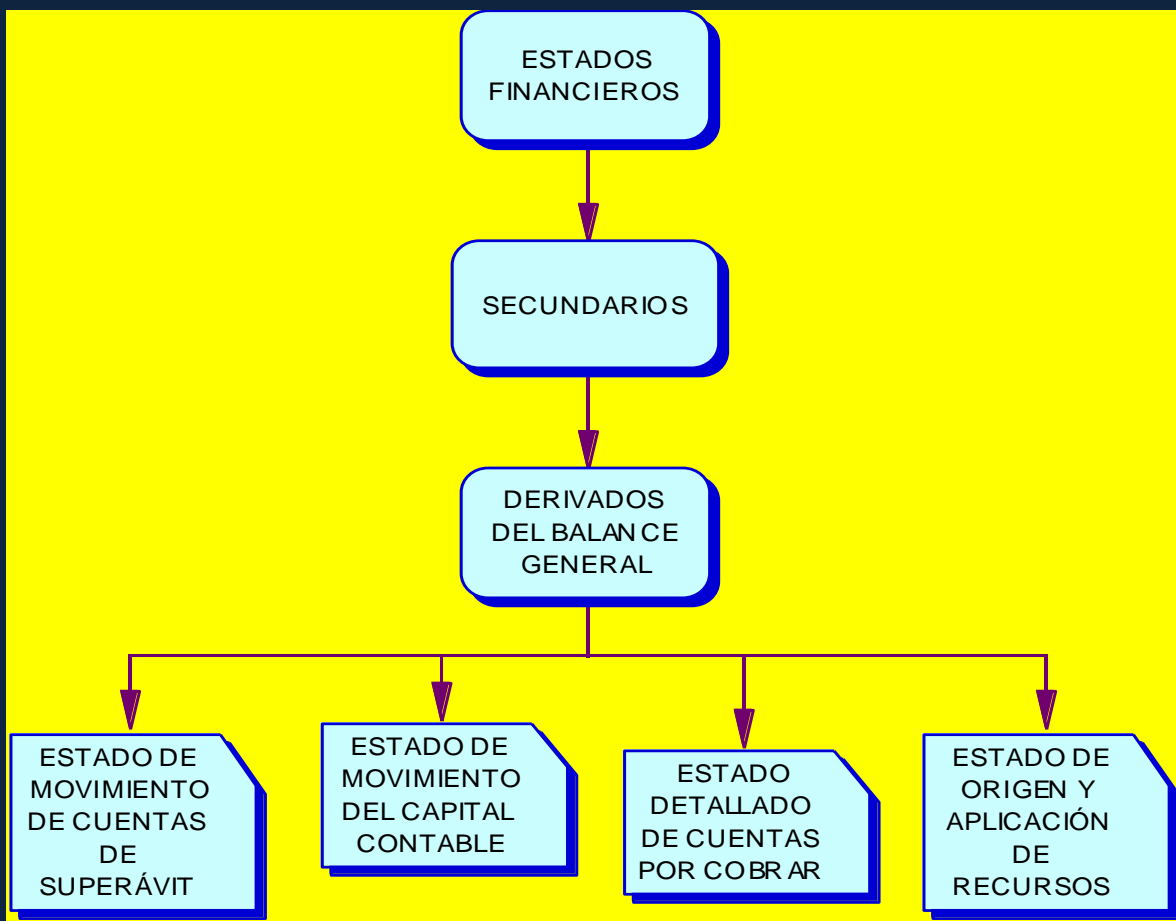 ESTADOS
FINANCIEROS
SECUNDARIOS
DERIVADOS
DEL BALANCE
GENERAL
ESTADO DE
MOVIMIENTO
DE CUENTAS
DE
SUPERÁVIT
ESTADO DE
MOVIMIENTO
DEL CAPITAL
CONTABLE
ESTADO
DETALLADO
DE CUENTAS
POR COBRAR
ESTADO DE
ORIGEN Y
APLICACIÓN
DE
RECURSOS